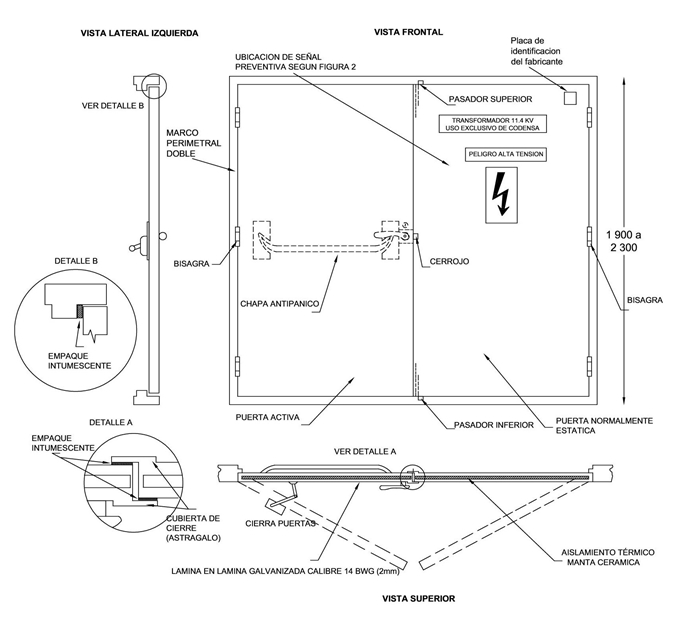 VISTA LATERAL IZQUIERDA
VISTA FRONTAL
Placa de
identificacion
del fabricante
UBICACION DE SEÑAL
PREVENTIVA SEGUN FIGURA 2
VER DETALLE B
PASADOR SUPERIOR
TRANSFORMADOR 11.4 KV
USO EXCLUSIVO DE CODENSA
MARCO
PERIMETRAL
DOBLE
PELIGRO ALTA TENSION
1 900 a
2 300
DETALLE B
BISAGRA
CERROJO
CHAPA ANTIPANICO
BISAGRA
EMPAQUE
INTUMESCENTE
PUERTA ACTIVA
PASADOR INFERIOR
PUERTA NORMALMENTE
ESTATICA
DETALLE A
EMPAQUE
INTUMESCENTE
VER DETALLE A
CUBIERTA DE
CIERRE
(ASTRAGALO)
CIERRA PUERTAS
AISLAMIENTO TÉRMICO
MANTA CERAMICA
LAMINA EN LAMINA GALVANIZADA CALIBRE 14 BWG (2mm)
VISTA SUPERIOR